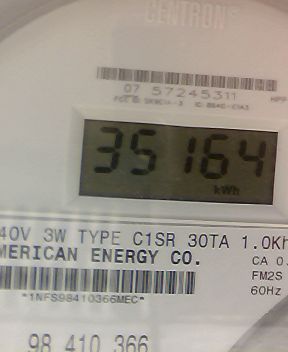 CENTRON®
07 57245311
35164
kWh
40V 3W TYPE C1SR 30TA 1.0Kh
MERICAN ENERGY CO.
CA 0.
FM2S
60Hz
*1NFS98410366MEC*
98 410 366